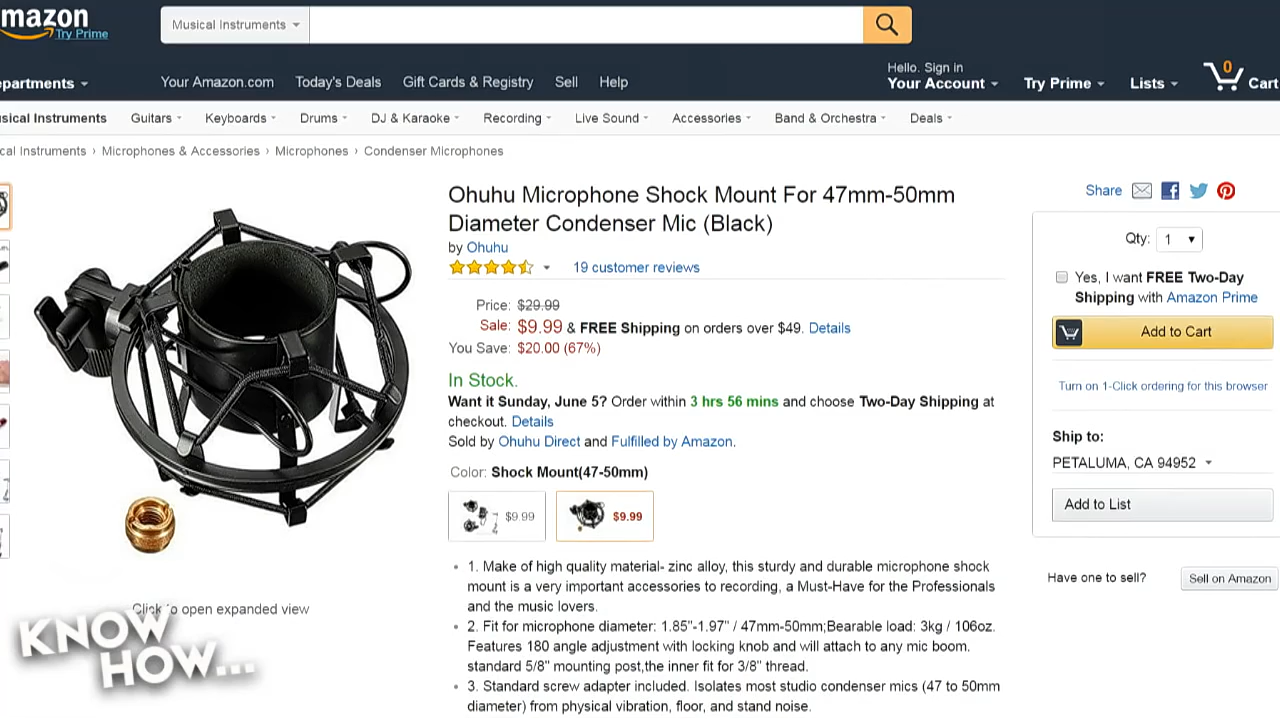 mazon
Try Prime
Musical Instruments
epartments
Your Amazon.com Today's Deals Gift Cards & Registry Sell Help
Hello. Sign in
Your Account
Try Prime
Lists
0
Cart
sical Instruments Guitars Keyboards Drums DJ & Karaoke Recording Live Sound Accessories Band & Orchestra Deals
cal Instruments › Microphones & Accessories › Microphones › Condenser Microphones
Ohuhu Microphone Shock Mount For 47mm-50mm
Diameter Condenser Mic (Black)
by Ohuhu
19 customer reviews
Price: $29.99
Sale: $9.99 & FREE Shipping on orders over $49. Details
You Save: $20.00 (67%)
In Stock.
Want it Sunday, June 5? Order within 3 hrs 56 mins and choose Two-Day Shipping at
checkout. Details
Sold by Ohuhu Direct and Fulfilled by Amazon.
Color: Shock Mount(47-50mm)
$9.99
$9.99
1. Make of high quality material- zinc alloy, this sturdy and durable microphone shock
mount is a very important accessories to recording, a Must-Have for the Professionals
and the music lovers.
2. Fit for microphone diameter: 1.85"-1.97" / 47mm-50mm;Bearable load: 3kg / 106oz.
Features 180 angle adjustment with locking knob and will attach to any mic boom.
standard 5/8" mounting post,the inner fit for 3/8" thread.
3. Standard screw adapter included. Isolates most studio condenser mics (47 to 50mm
diameter) from physical vibration, floor, and stand noise.
Share
Qty: 1
Yes, I want FREE Two-Day
Shipping with Amazon Prime
Add to Cart
Turn on 1-Click ordering for this browser
Ship to:
PETALUMA, CA 94952
Add to List
Have one to sell?
Sell on Amazon
Click to open expanded view
KNOW
HOW...